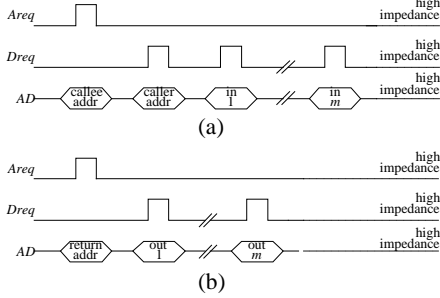 Areq
high
impedance
Dreq
high
impedance
AD
callee
addr
caller
addr
in
1
in
m
high
impedance
(a)
Areq
high
impedance
Dreq
high
impedance
AD
return
addr
out
1
out
m
high
impedance
(b)